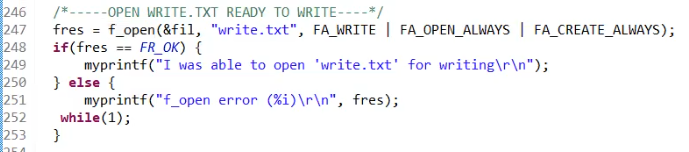 246 /*-----OPEN WRITE.TXT READY TO WRITE----*/
247 fres = f_open(&fil, "write.txt", FA_WRITE | FA_OPEN_ALWAYS | FA_CREATE_ALWAYS);
248 if(fres == FR_OK) {
249     myprintf("I was able to open 'write.txt' for writing\r\n");
250 } else {
251     myprintf("f_open error (%i)\r\n", fres);
252  while(1);
253 }